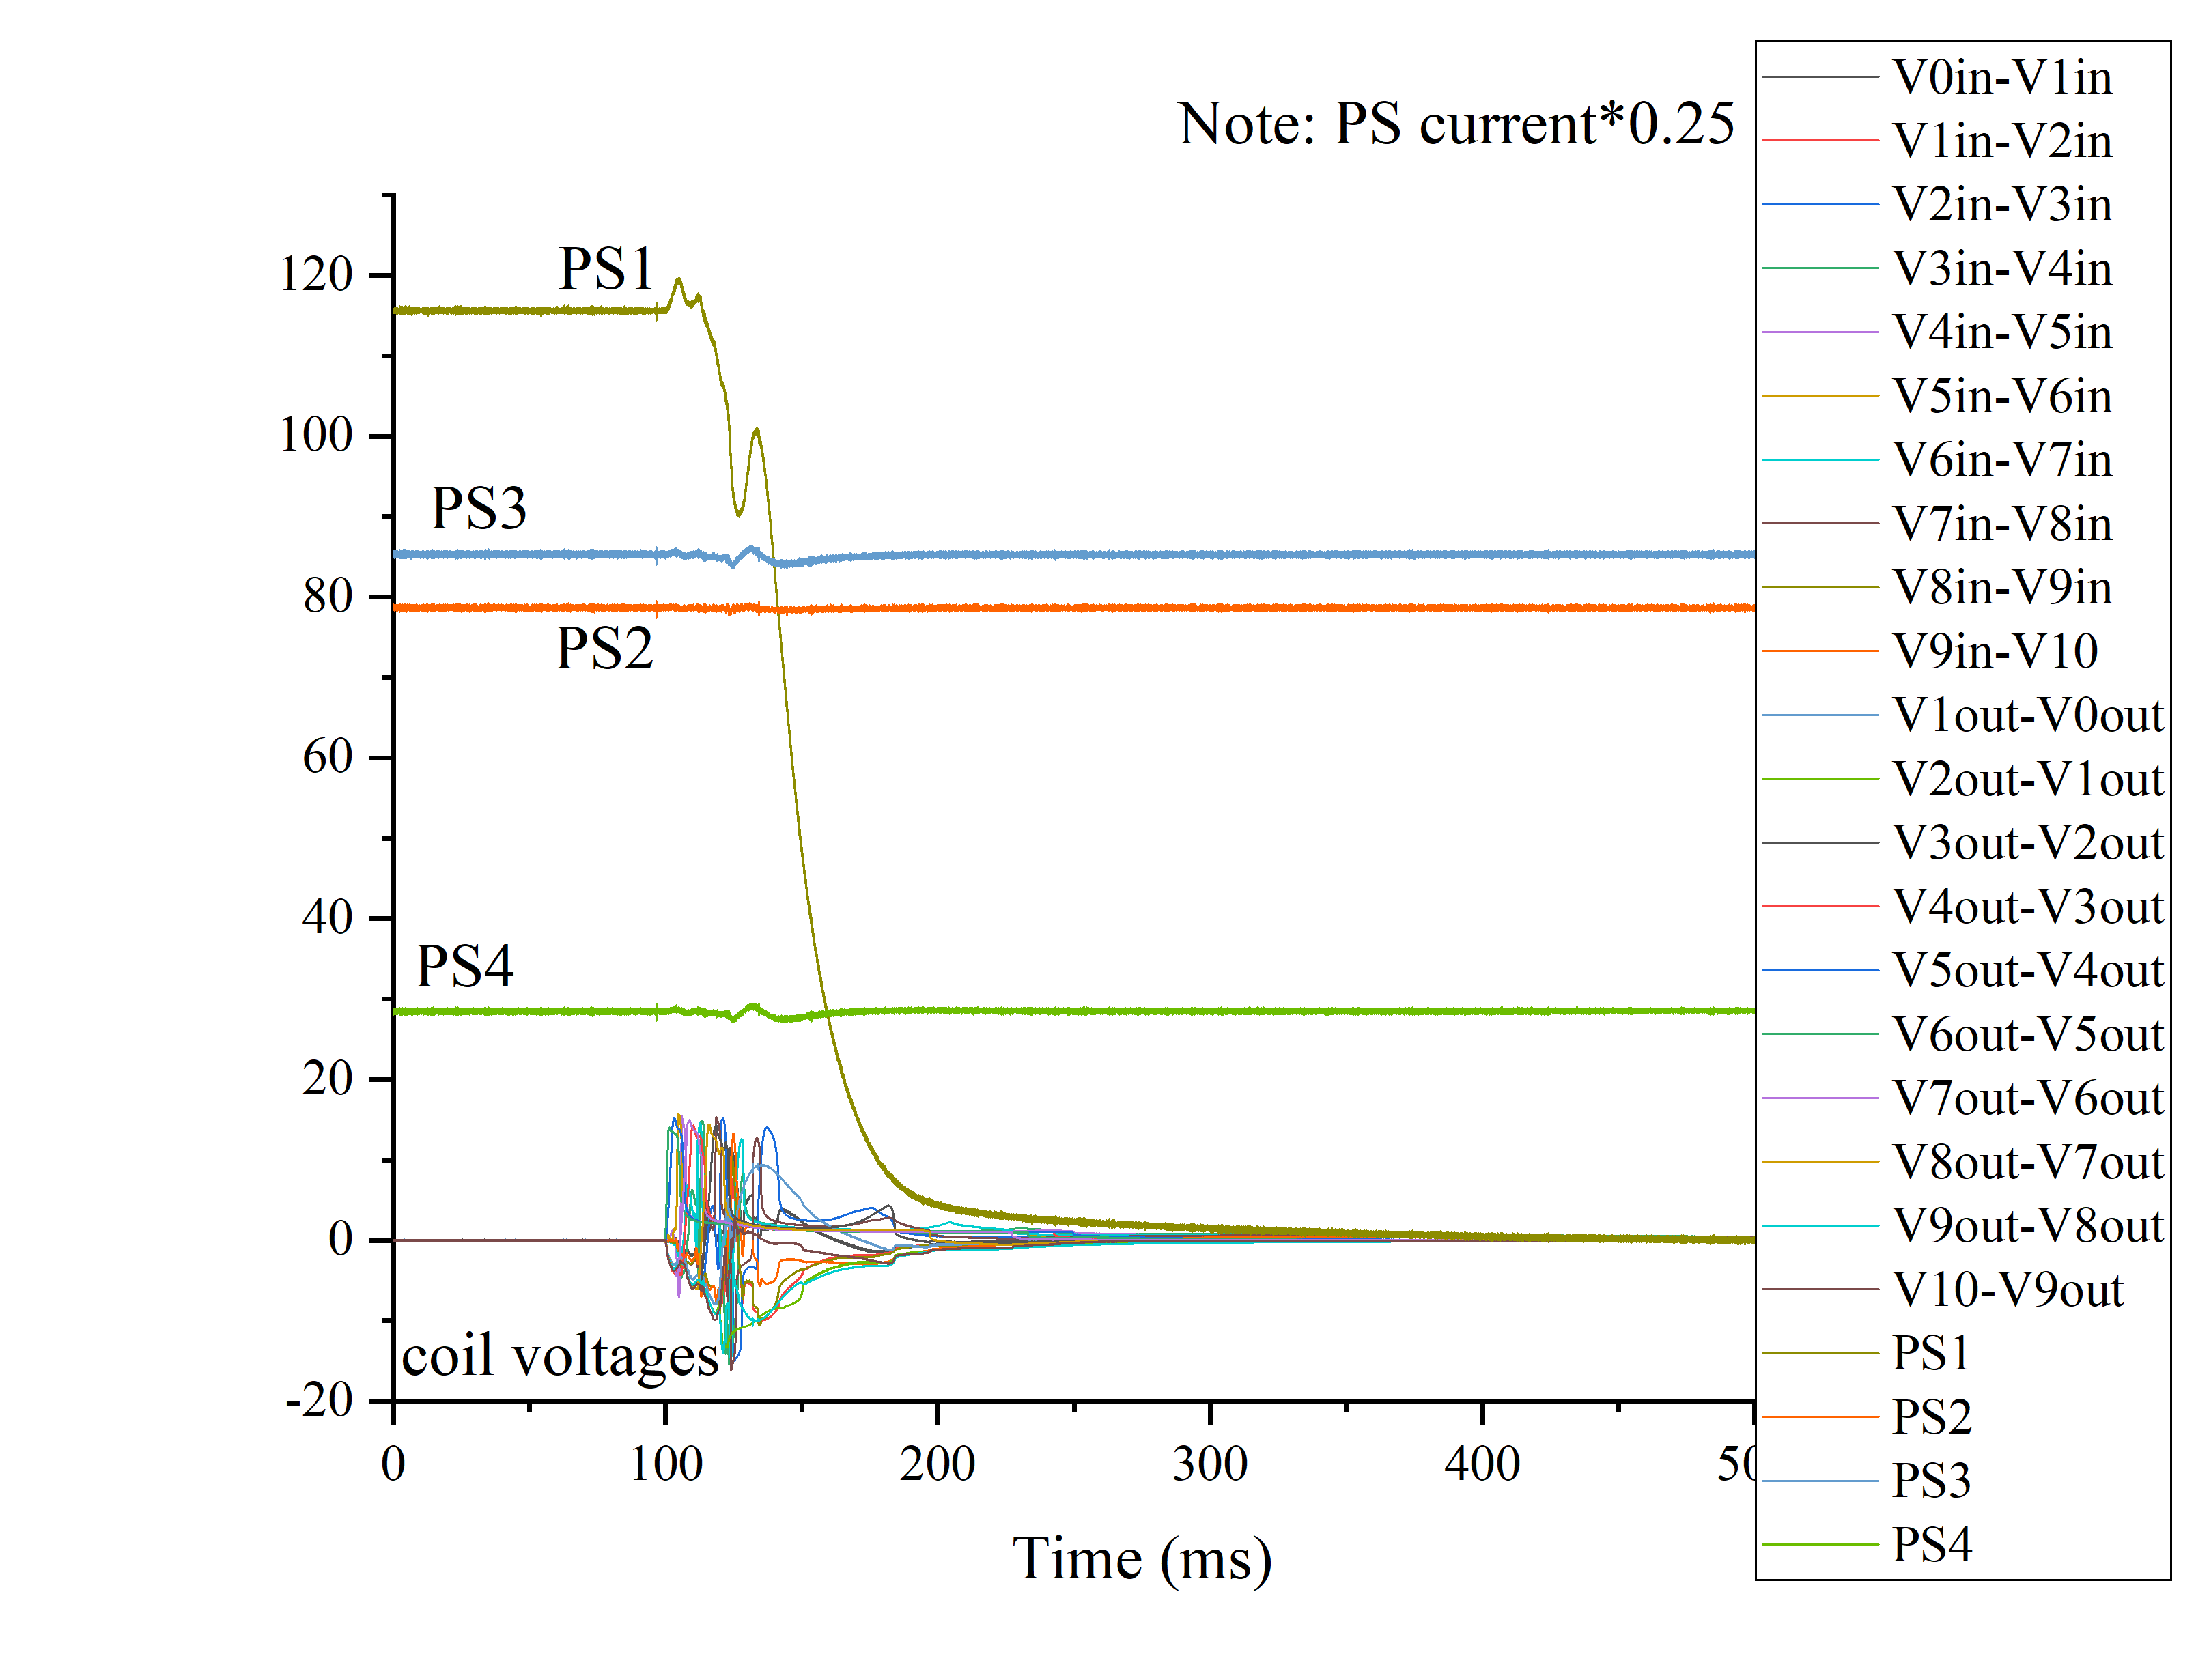 Note: PS current*0.25
PS1
PS3
PS2
PS4
coil voltages
120
100
80
60
40
20
0
-20
0
100
200
300
400
50
Time (ms)
V0in-V1in
V1in-V2in
V2in-V3in
V3in-V4in
V4in-V5in
V5in-V6in
V6in-V7in
V7in-V8in
V8in-V9in
V9in-V10
V1out-V0out
V2out-V1out
V3out-V2out
V4out-V3out
V5out-V4out
V6out-V5out
V7out-V6out
V8out-V7out
V9out-V8out
V10-V9out
PS1
PS2
PS3
PS4